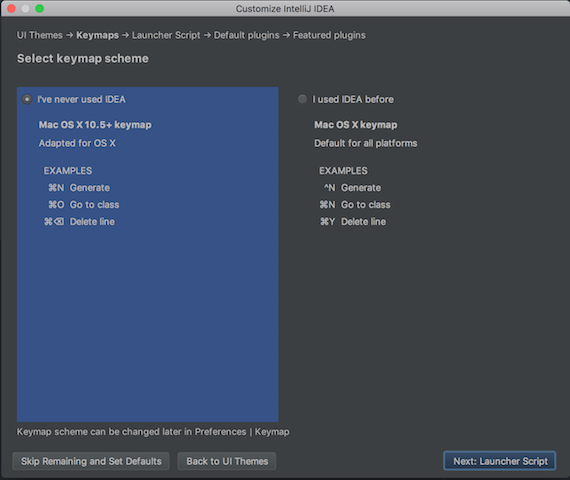 Customize IntelliJ IDEA
UI Themes → Keymaps → Launcher Script → Default plugins → Featured plugins
Select keymap scheme
I've never used IDEA
Mac OS X 10.5+ keymap
Adapted for OS X
EXAMPLES
⌘N Generate
⌘O Go to class
⌘⌫ Delete line
I used IDEA before
Mac OS X keymap
Default for all platforms
EXAMPLES
^N Generate
⌘N Go to class
⌘Y Delete line
Keymap scheme can be changed later in Preferences | Keymap
Skip Remaining and Set Defaults
Back to UI Themes
Next: Launcher Script